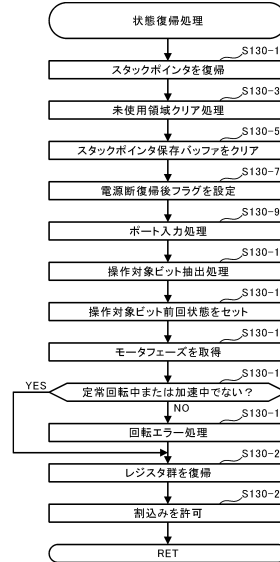 状態復帰処理
S130-1
スタックポインタを復帰
S130-3
未使用領域クリア処理
S130-5
スタックポインタ保存バッファをクリア
S130-7
電源断復帰後フラグを設定
S130-9
ポート入力処理
S130-1
操作対象ビット抽出処理
S130-1
操作対象ビット前回状態をセット
S130-1
モータフェーズを取得
S130-1
YES
定常回転中または加速中でない？
NO
S130-1
回転エラー処理
S130-2
レジスタ群を復帰
S130-2
割込みを許可
RET